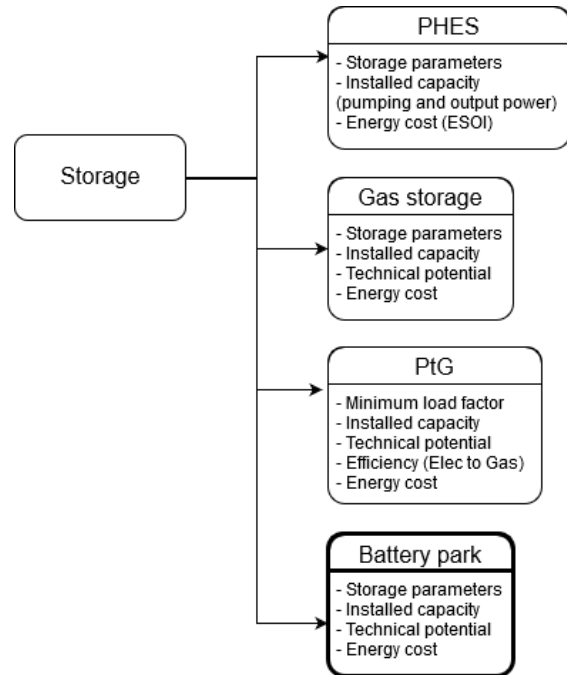 Storage
PHES
- Storage parameters
- Installed capacity
(pumping and output power)
- Energy cost (ESOI)
Gas storage
- Storage parameters
- Installed capacity
- Technical potential
- Energy cost
PtG
- Minimum load factor
- Installed capacity
- Technical potential
- Efficiency (Elec to Gas)
- Energy cost
Battery park
- Storage parameters
- Installed capacity
- Technical potential
- Energy cost